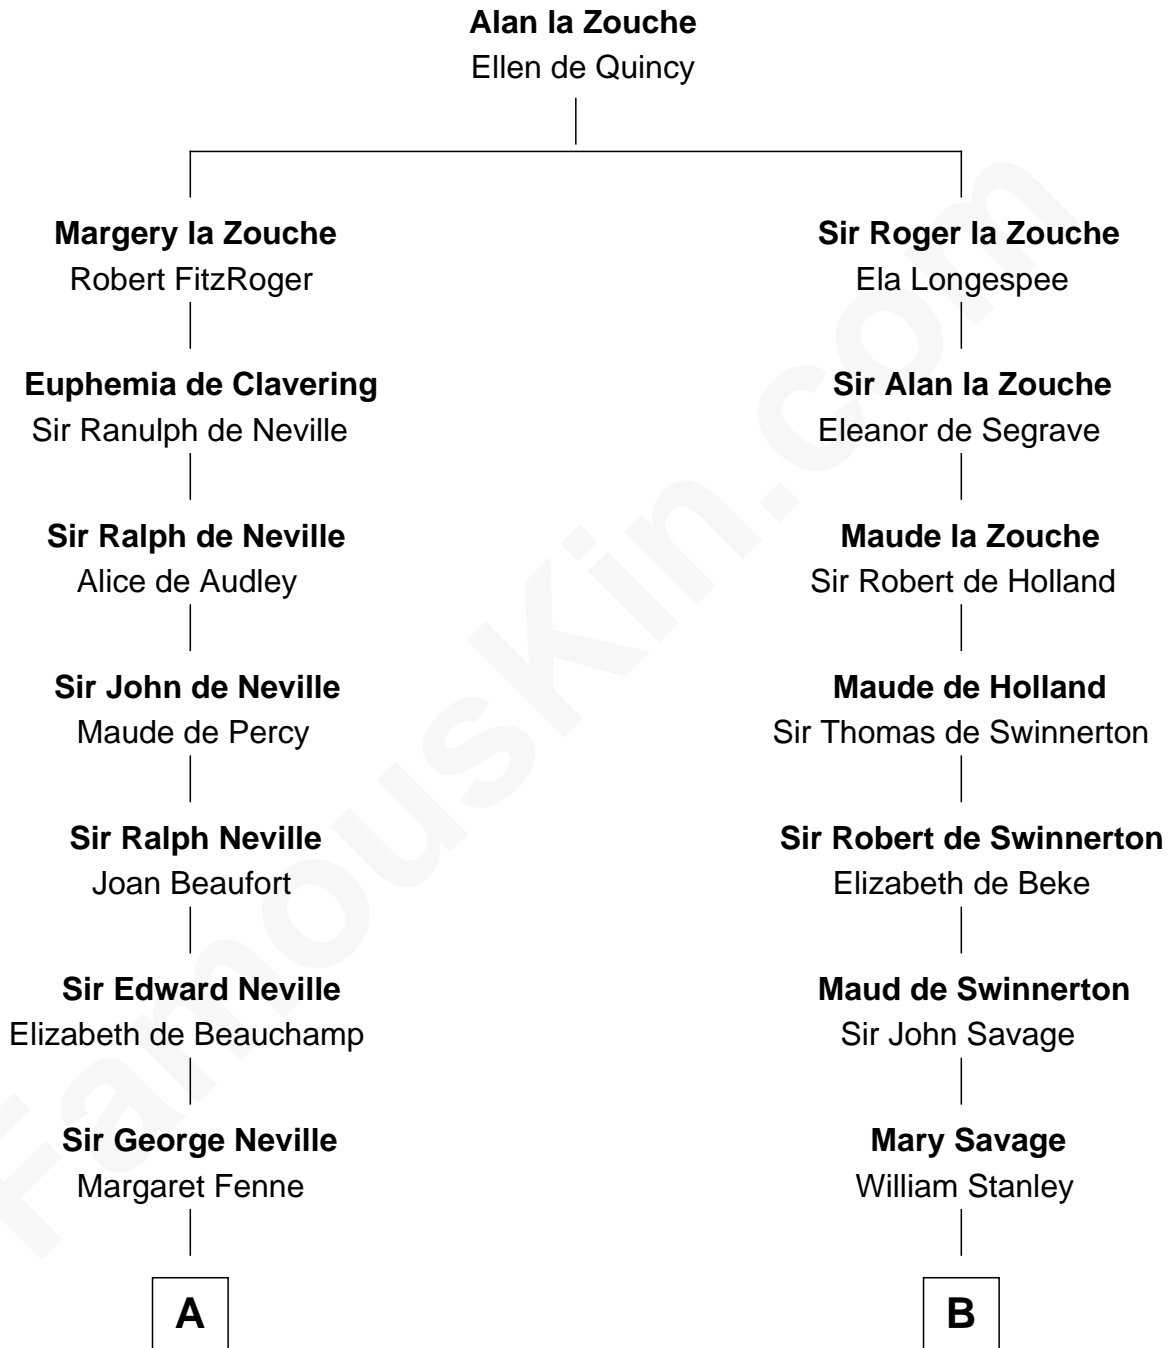 Alan la Zouche
Ellen de Quincy
Margery la Zouche
Robert FitzRoger
Sir Roger la Zouche
Ela Longespee
Euphemia de Clavering
Sir Ranulph de Neville
Sir Alan la Zouche
Eleanor de Segrave
Sir Ralph de Neville
Alice de Audley
Maude la Zouche
Sir Robert de Holland
Sir John de Neville
Maude de Percy
Maude de Holland
Sir Thomas de Swinnerton
Sir Ralph Neville
Joan Beaufort
Sir Robert de Swinnerton
Elizabeth de Beke
Sir Edward Neville
Elizabeth de Beauchamp
Maud de Swinnerton
Sir John Savage
Sir George Neville
Margaret Fenne
Mary Savage
William Stanley
A
B
FamousKin.com